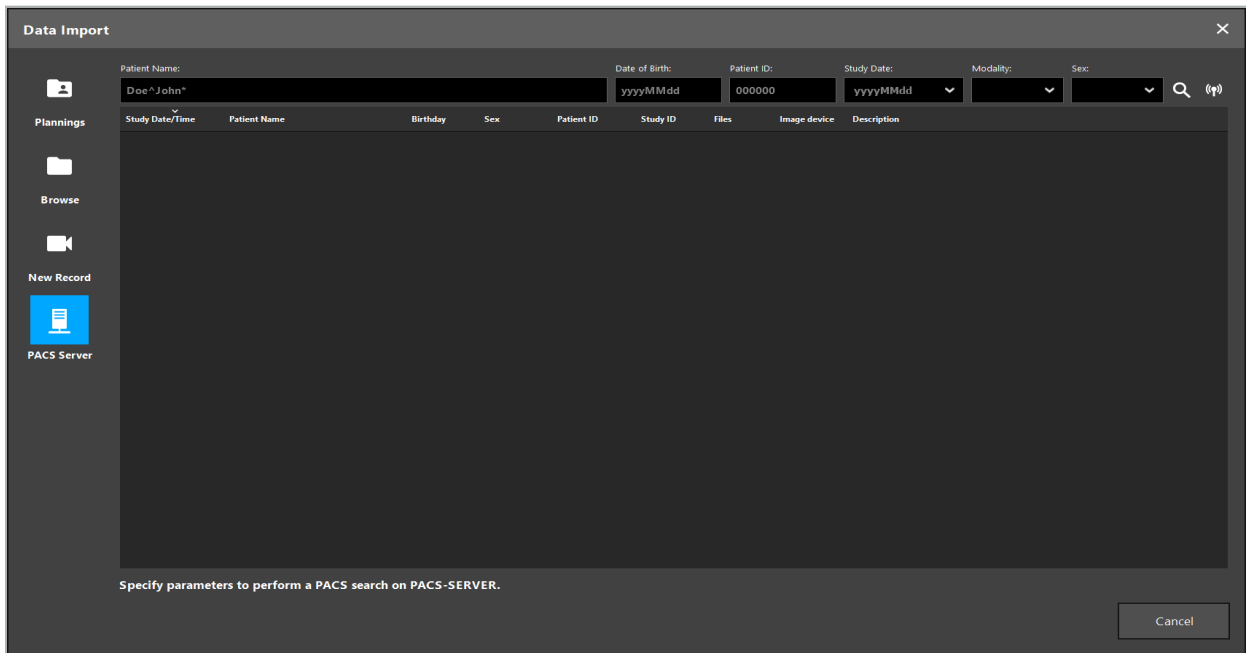 Data Import
Patient Name: Date of Birth: Patient ID: Study Date: Modality: Sex:
Doe^John* yyyyMMdd 000000 yyyyMMdd
Plannings
Study Date/Time Patient Name Birthday Sex Patient ID Study ID Files Image device Description
Browse
New Record
PACS Server
Specify parameters to perform a PACS search on PACS-SERVER.
Cancel